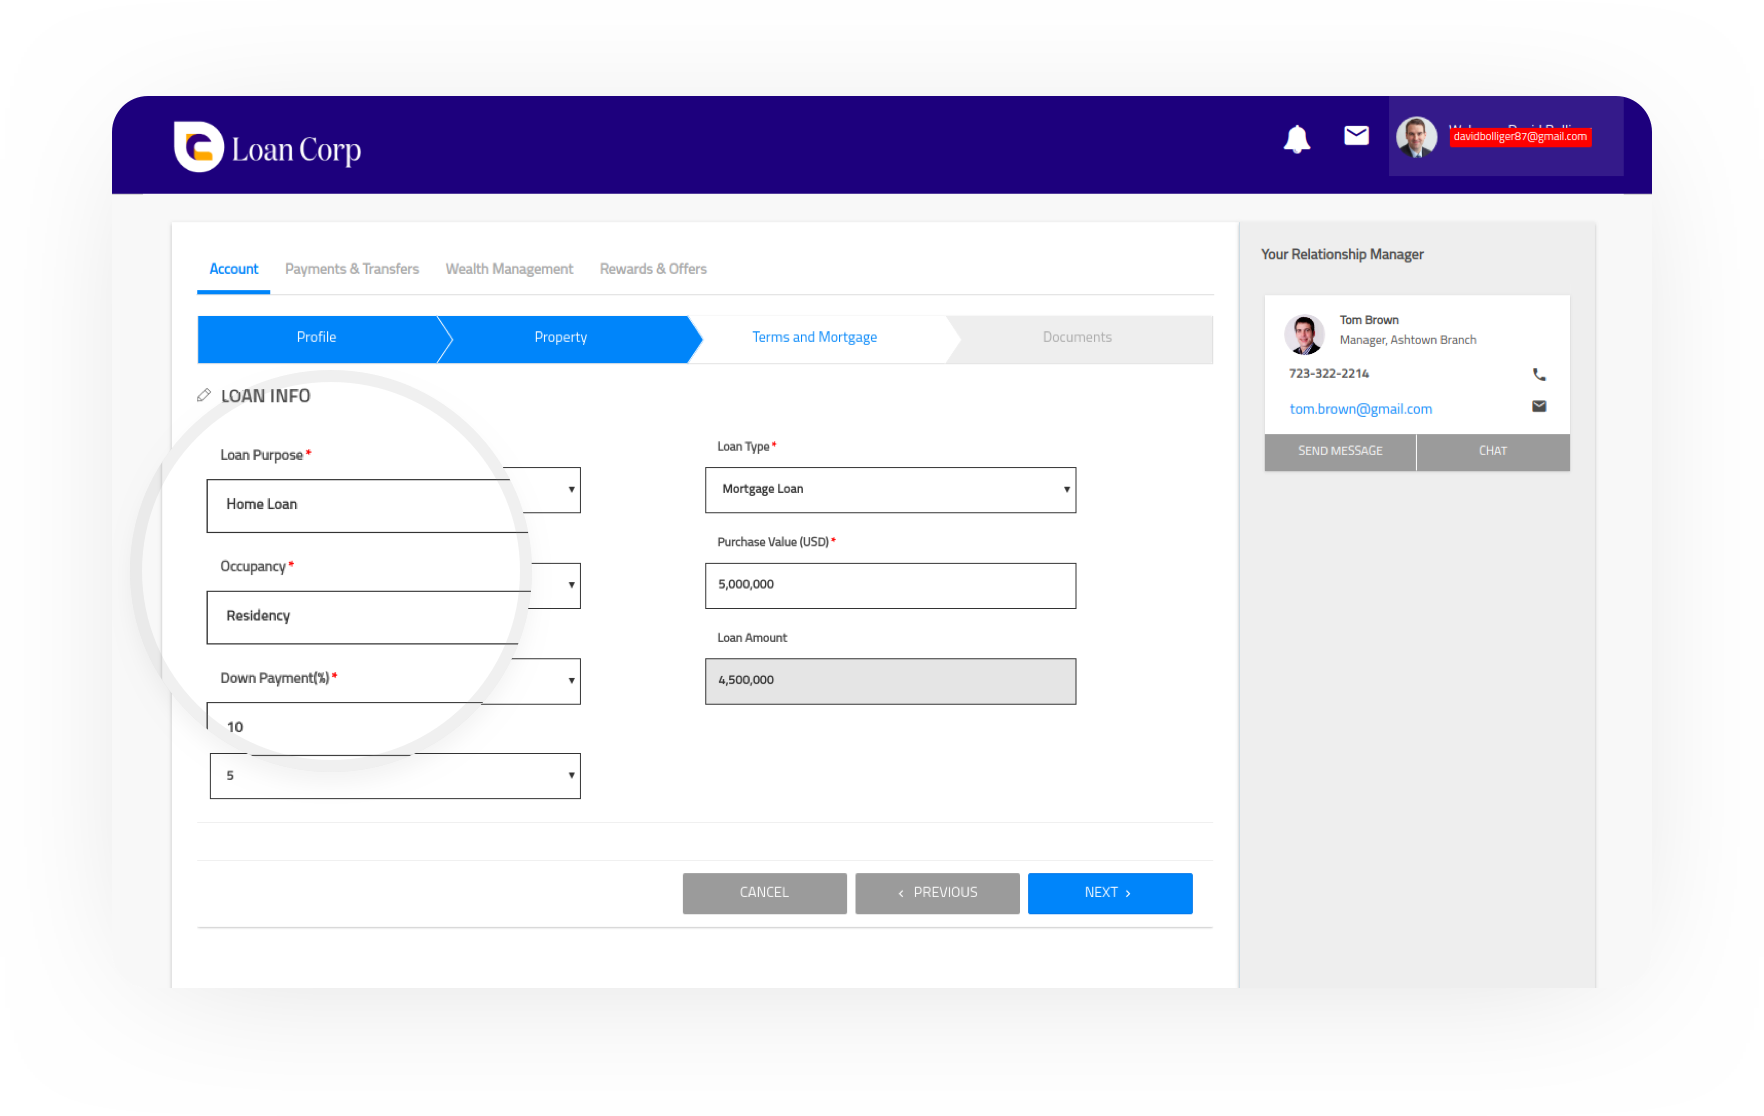 Loan Corp
davidbolliger87@gmail.com
Account Payments & Transfers Wealth Management Rewards & Offers
Profile Property Terms and Mortgage Documents
LOAN INFO
Loan Purpose*
Home Loan
Occupancy*
Residency
Down Payment(%)*
10
5
Loan Type*
Mortgage Loan
Purchase Value (USD)*
5,000,000
Loan Amount
4,500,000
CANCEL
‹ PREVIOUS
NEXT ›
Your Relationship Manager
Tom Brown
Manager, Ashtown Branch
723-322-2214
tom.brown@gmail.com
SEND MESSAGE CHAT